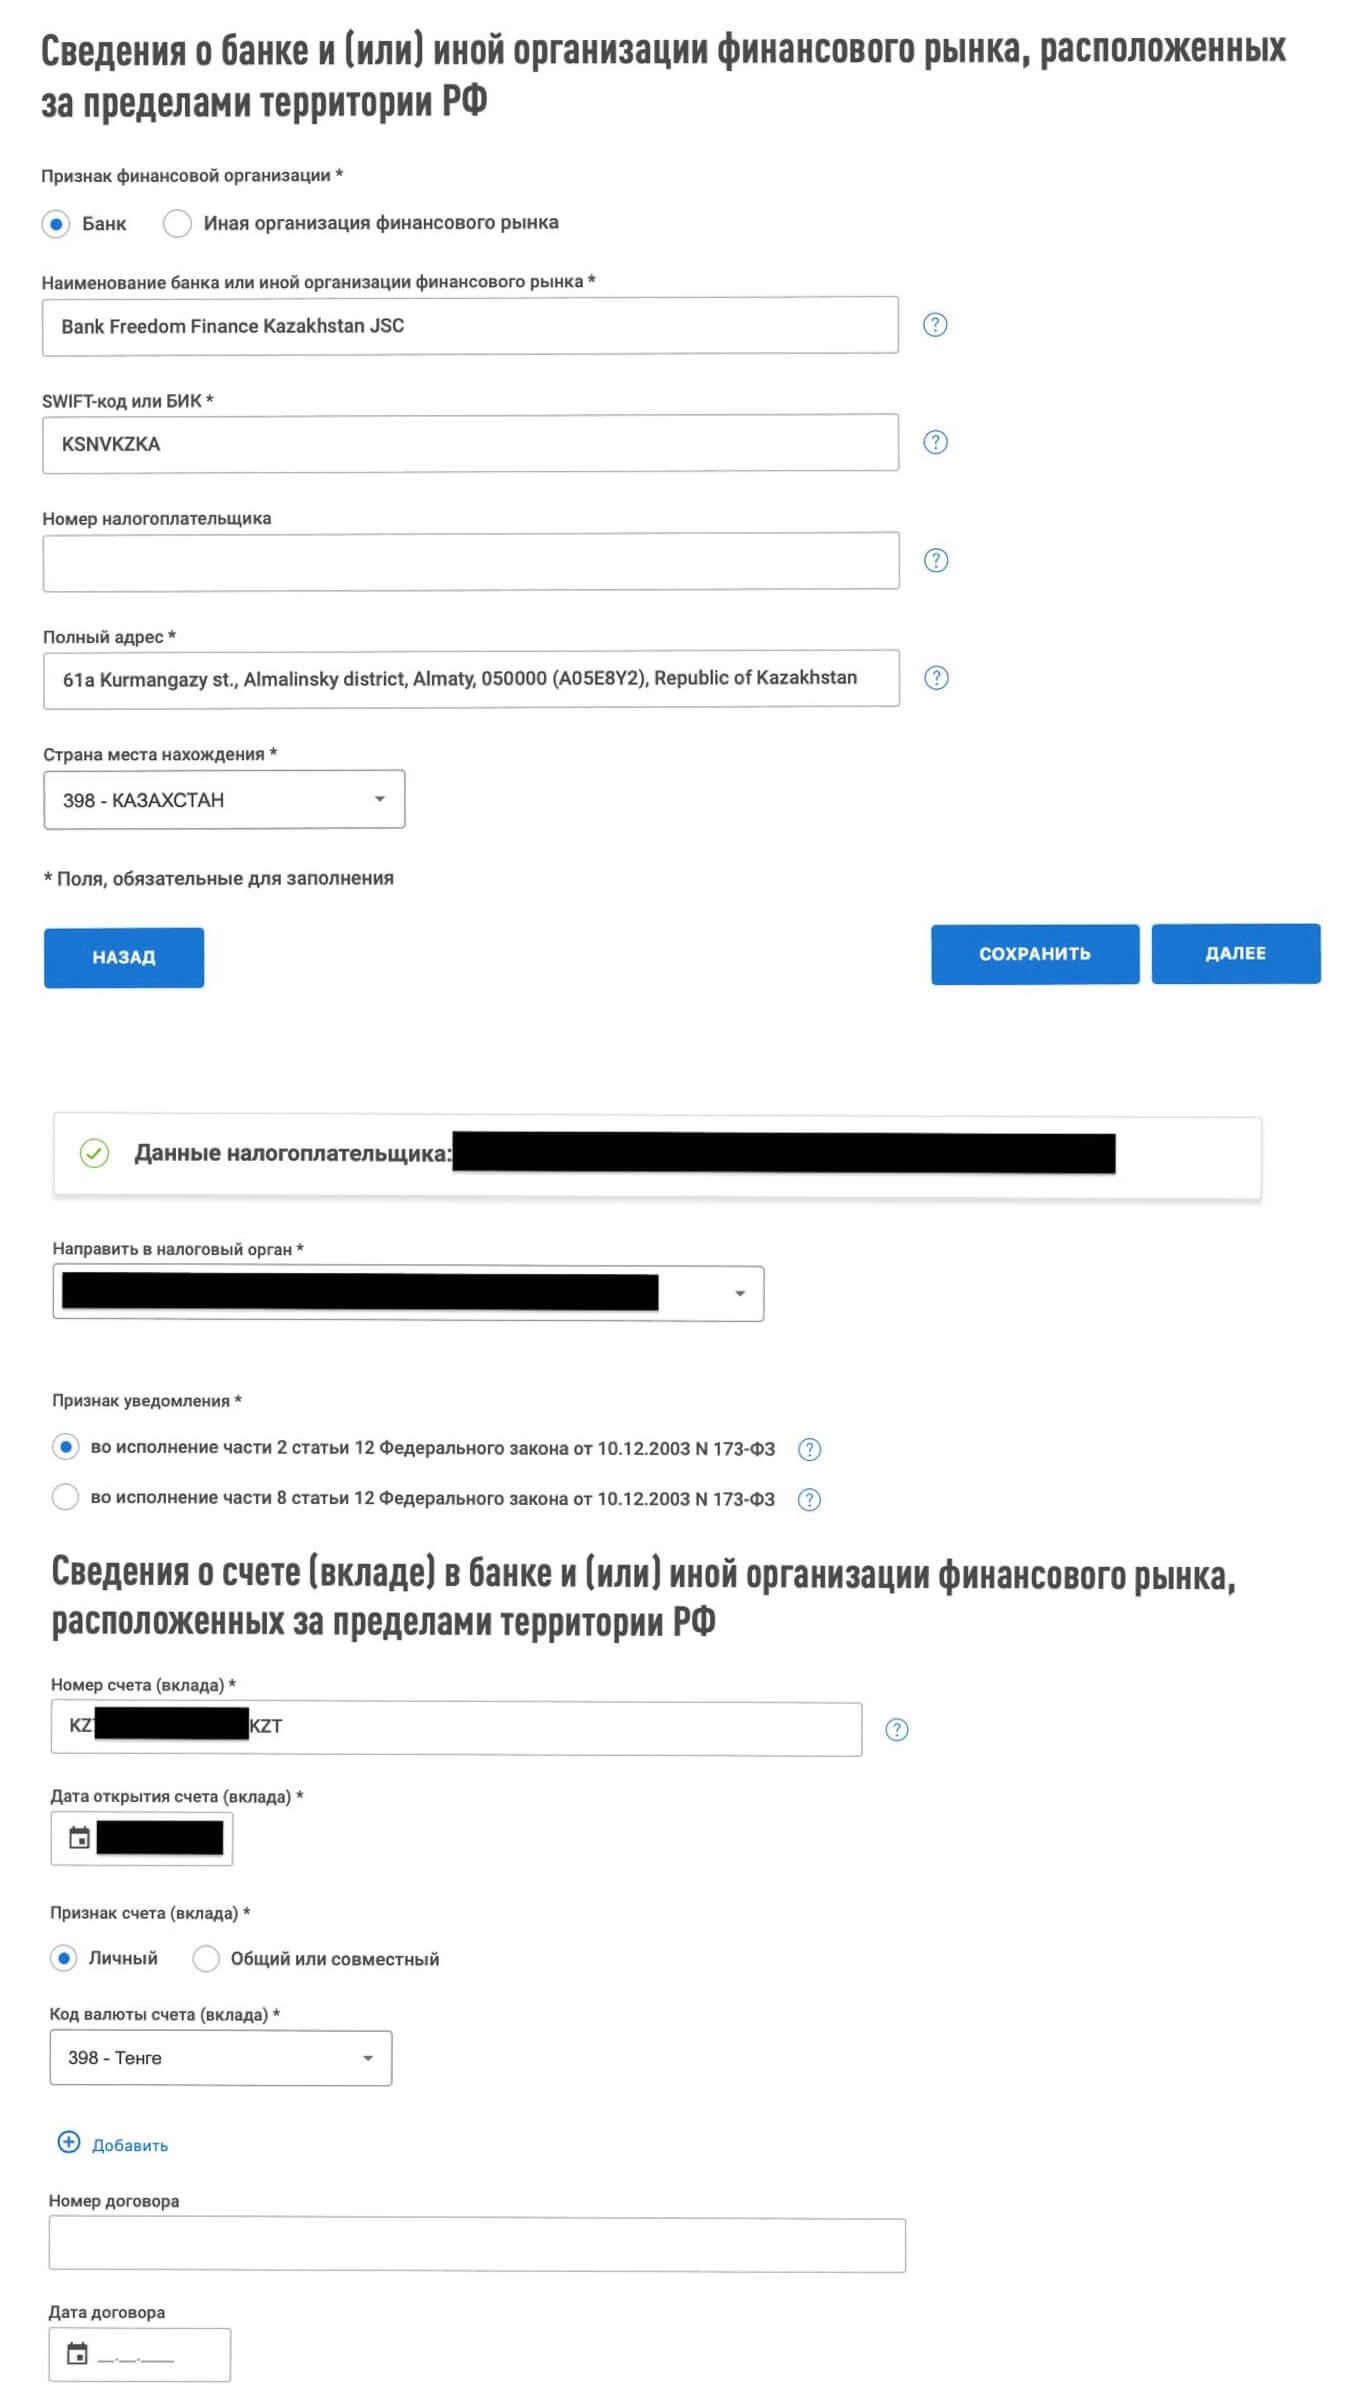 Сведения о банке и (или) иной организации финансового рынка, расположенных
за пределами территории РФ
Признак финансовой организации *
Банк Иная организация финансового рынка
Наименование банка или иной организации финансового рынка *
Bank Freedom Finance Kazakhstan JSC
?
SWIFT-код или БИК *
KSNVKZKA
?
Номер налогоплательщика
?
Полный адрес *
61a Kurmangazy st., Almalinsky district, Almaty, 050000 (A05E8Y2), Republic of Kazakhstan
?
Страна места нахождения *
398 - КАЗАХСТАН
* Поля, обязательные для заполнения
НАЗАД СОХРАНИТЬ ДАЛЕЕ
Данные налогоплательщика:
Направить в налоговый орган *
Признак уведомления *
во исполнение части 2 статьи 12 Федерального закона от 10.12.2003 N 173-ФЗ ?
во исполнение части 8 статьи 12 Федерального закона от 10.12.2003 N 173-ФЗ ?
Сведения о счете (вкладе) в банке и (или) иной организации финансового рынка,
расположенных за пределами территории РФ
Номер счета (вклада) *
KZ KZT
?
Дата открытия счета (вклада) *
Признак счета (вклада) *
Личный Общий или совместный
Код валюты счета (вклада) *
398 - Тенге
Добавить
Номер договора
Дата договора
__.__.____